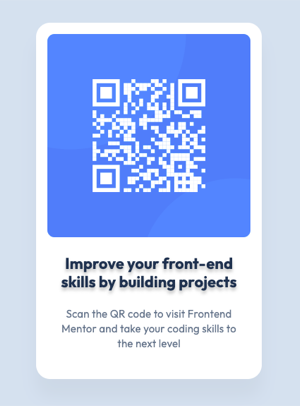 Improve your front-end
skills by building projects
Scan the QR code to visit Frontend
Mentor and take your coding skills to
the next level